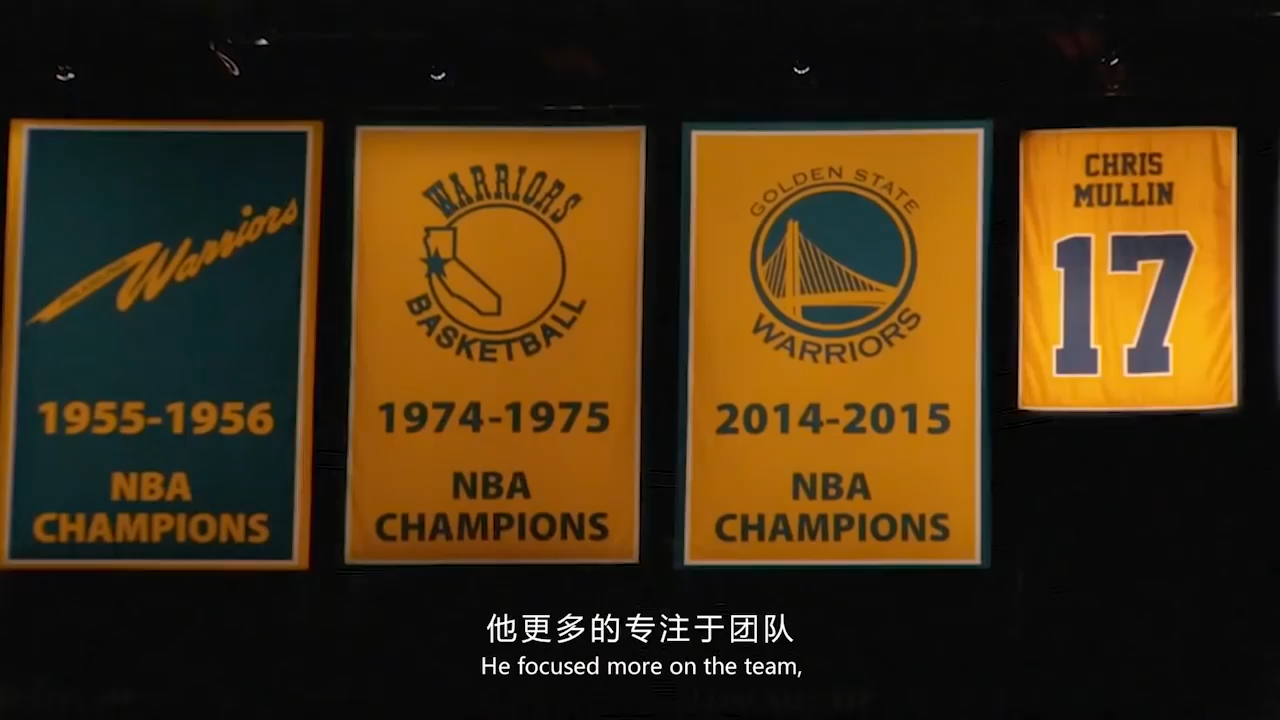 Warriors
1955-1956
NBA
CHAMPIONS
WARRIORS
BASKETBALL
1974-1975
NBA
CHAMPIONS
GOLDEN STATE
WARRIORS
2014-2015
NBA
CHAMPIONS
CHRIS
MULLIN
17
他更多的专注于团队
He focused more on the team,